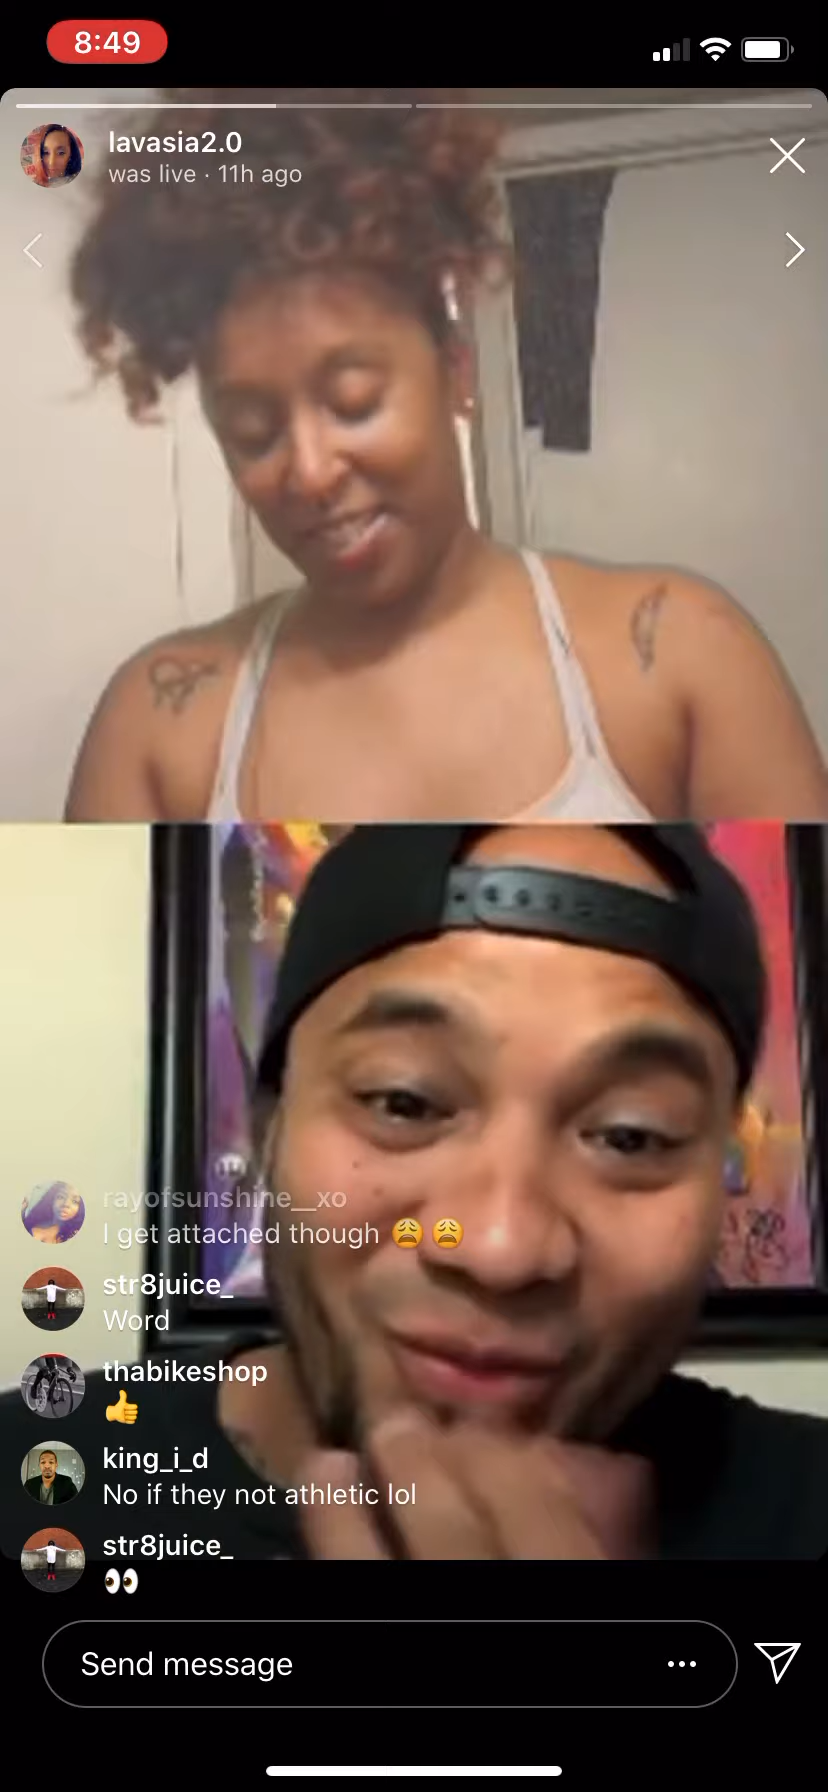 8:49
lavasia2.0
was live · 11h ago
rayofsunshine__xo
I get attached though 😩😩
str8juice_
Word
thabikeshop
👍
king_i_d
No if they not athletic lol
str8juice_
👀
Send message